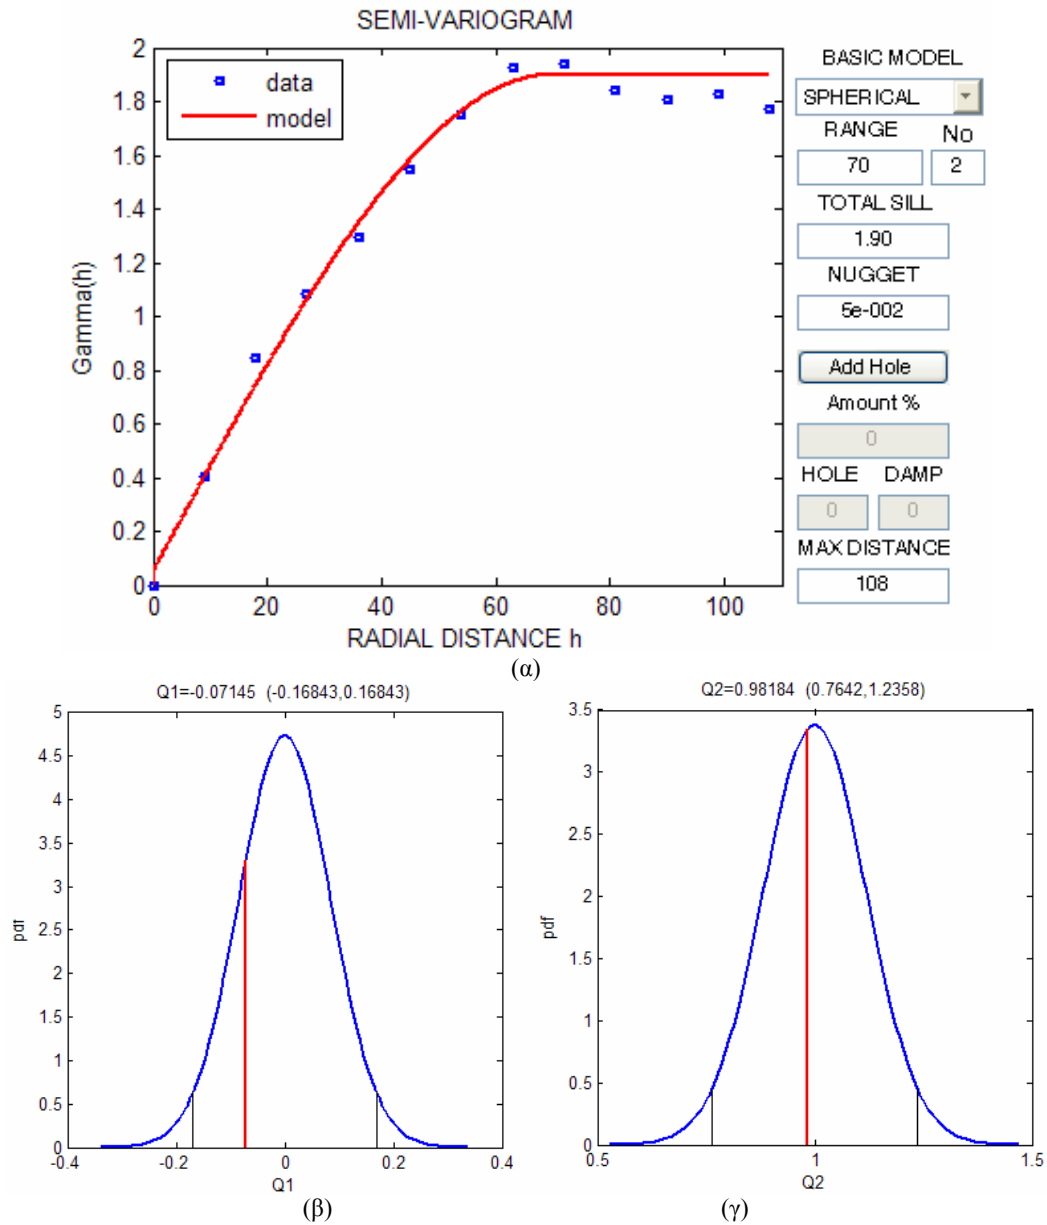 SEMI-VARIOGRAM
2
1.8
1.6
1.4
1.2
1
0.8
0.6
0.4
0.2
0
Gamma(h)
data
model
0 20 40 60 80 100
RADIAL DISTANCE h
BASIC MODEL
SPHERICAL
RANGE No
70 2
TOTAL SILL
1.90
NUGGET
5e-002
Add Hole
Amount %
0
HOLE DAMP
0 0
MAX DISTANCE
108
(α)
Q1=-0.07145 (-0.16843,0.16843)
5
4.5
4
3.5
3
2.5
2
1.5
1
0.5
0
pdf
-0.4 -0.2 0 0.2 0.4
Q1
(β)
Q2=0.98184 (0.7642,1.2358)
3.5
3
2.5
2
1.5
1
0.5
0
pdf
0.5 1 1.5
Q2
(γ)